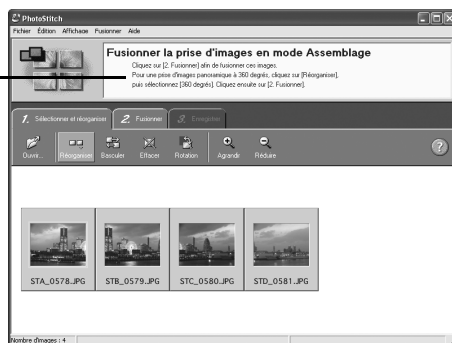 PhotoStitch
Fichier Édition Affichage Fusionner Aide
Fusionner la prise d'images en mode Assemblage
Cliquez sur [2. Fusionner] afin de fusionner ces images.
Pour une prise d'images panoramique à 360 degrés, cliquez sur [Réorganiser],
puis sélectionnez [360 degrés]. Cliquez ensuite sur [2. Fusionner].
1. Sélectionner et réorganiser 2. Fusionner 3. Enregistrer
Ouvrir... Réorganiser Basculer Effacer Rotation Agrandir Réduire
STA_0578.JPG STB_0579.JPG STC_0580.JPG STD_0581.JPG
Nombre d'images : 4